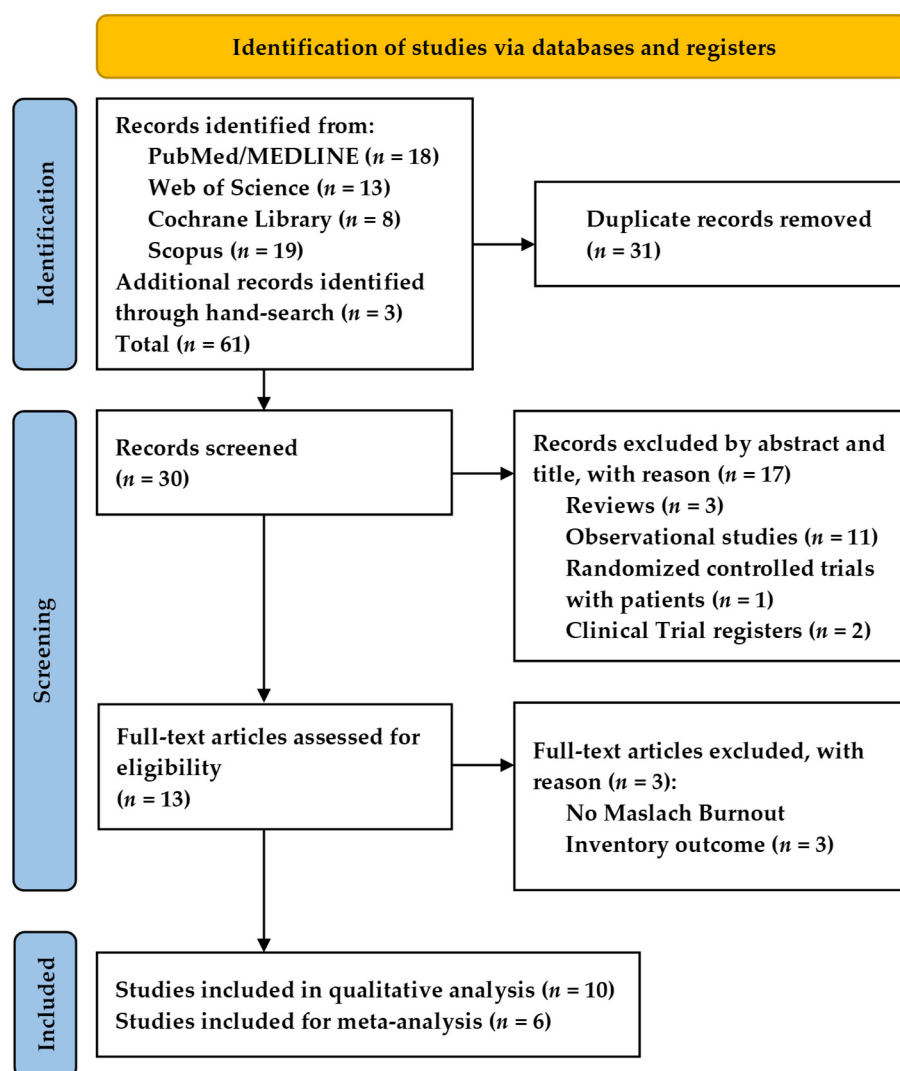 Identification of studies via databases and registers
Identification
Records identified from:
PubMed/MEDLINE (n = 18)
Web of Science (n = 13)
Cochrane Library (n = 8)
Scopus (n = 19)
Additional records identified
through hand-search (n = 3)
Total (n = 61)
Duplicate records removed
(n = 31)
Screening
Records screened
(n = 30)
Records excluded by abstract and
title, with reason (n = 17)
Reviews (n = 3)
Observational studies (n = 11)
Randomized controlled trials
with patients (n = 1)
Clinical Trial registers (n = 2)
Full-text articles assessed for
eligibility
(n = 13)
Full-text articles excluded, with
reason (n = 3):
No Maslach Burnout
Inventory outcome (n = 3)
Included
Studies included in qualitative analysis (n = 10)
Studies included for meta-analysis (n = 6)